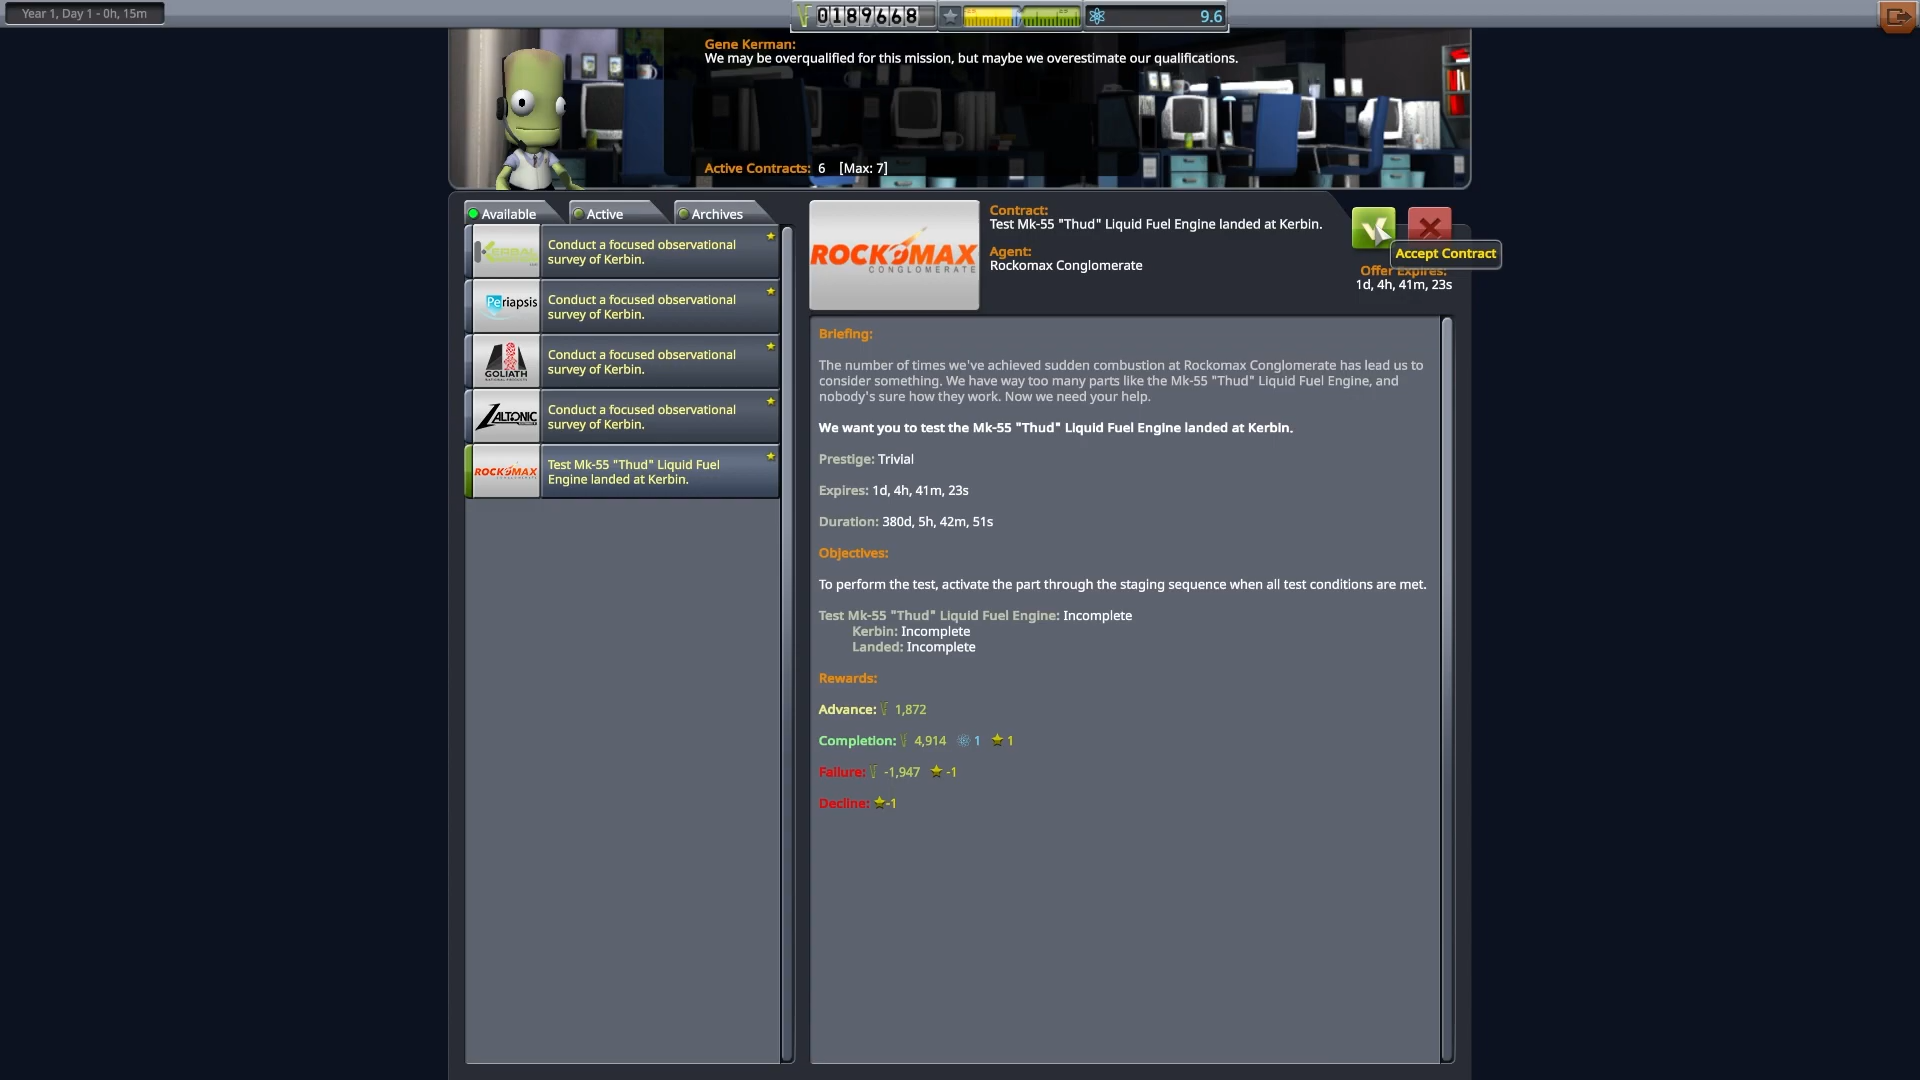 Year 1, Day 1 - 0h, 15m
0189668
9.6
Gene Kerman:
We may be overqualified for this mission, but maybe we overestimate our qualifications.
Active Contracts: 6 [Max: 7]
Available
Active
Archives
KERBAL
Conduct a focused observational
survey of Kerbin.
Periapsis
Conduct a focused observational
survey of Kerbin.
GOLIATH
NATIONAL PRODUCTS
Conduct a focused observational
survey of Kerbin.
ZALTONIC
Conduct a focused observational
survey of Kerbin.
ROCKOMAX
CONGLOMERATE
Test Mk-55 "Thud" Liquid Fuel
Engine landed at Kerbin.
ROCKOMAX
CONGLOMERATE
Contract:
Test Mk-55 "Thud" Liquid Fuel Engine landed at Kerbin.
Agent:
Rockomax Conglomerate
Accept Contract
Offer Expires:
1d, 4h, 41m, 23s
Briefing:
The number of times we've achieved sudden combustion at Rockomax Conglomerate has lead us to
consider something. We have way too many parts like the Mk-55 "Thud" Liquid Fuel Engine, and
nobody's sure how they work. Now we need your help.
We want you to test the Mk-55 "Thud" Liquid Fuel Engine landed at Kerbin.
Prestige: Trivial
Expires: 1d, 4h, 41m, 23s
Duration: 380d, 5h, 42m, 51s
Objectives:
To perform the test, activate the part through the staging sequence when all test conditions are met.
Test Mk-55 "Thud" Liquid Fuel Engine: Incomplete
Kerbin: Incomplete
Landed: Incomplete
Rewards:
Advance: 1,872
Completion: 4,914 1 1
Failure: -1,947 -1
Decline: -1